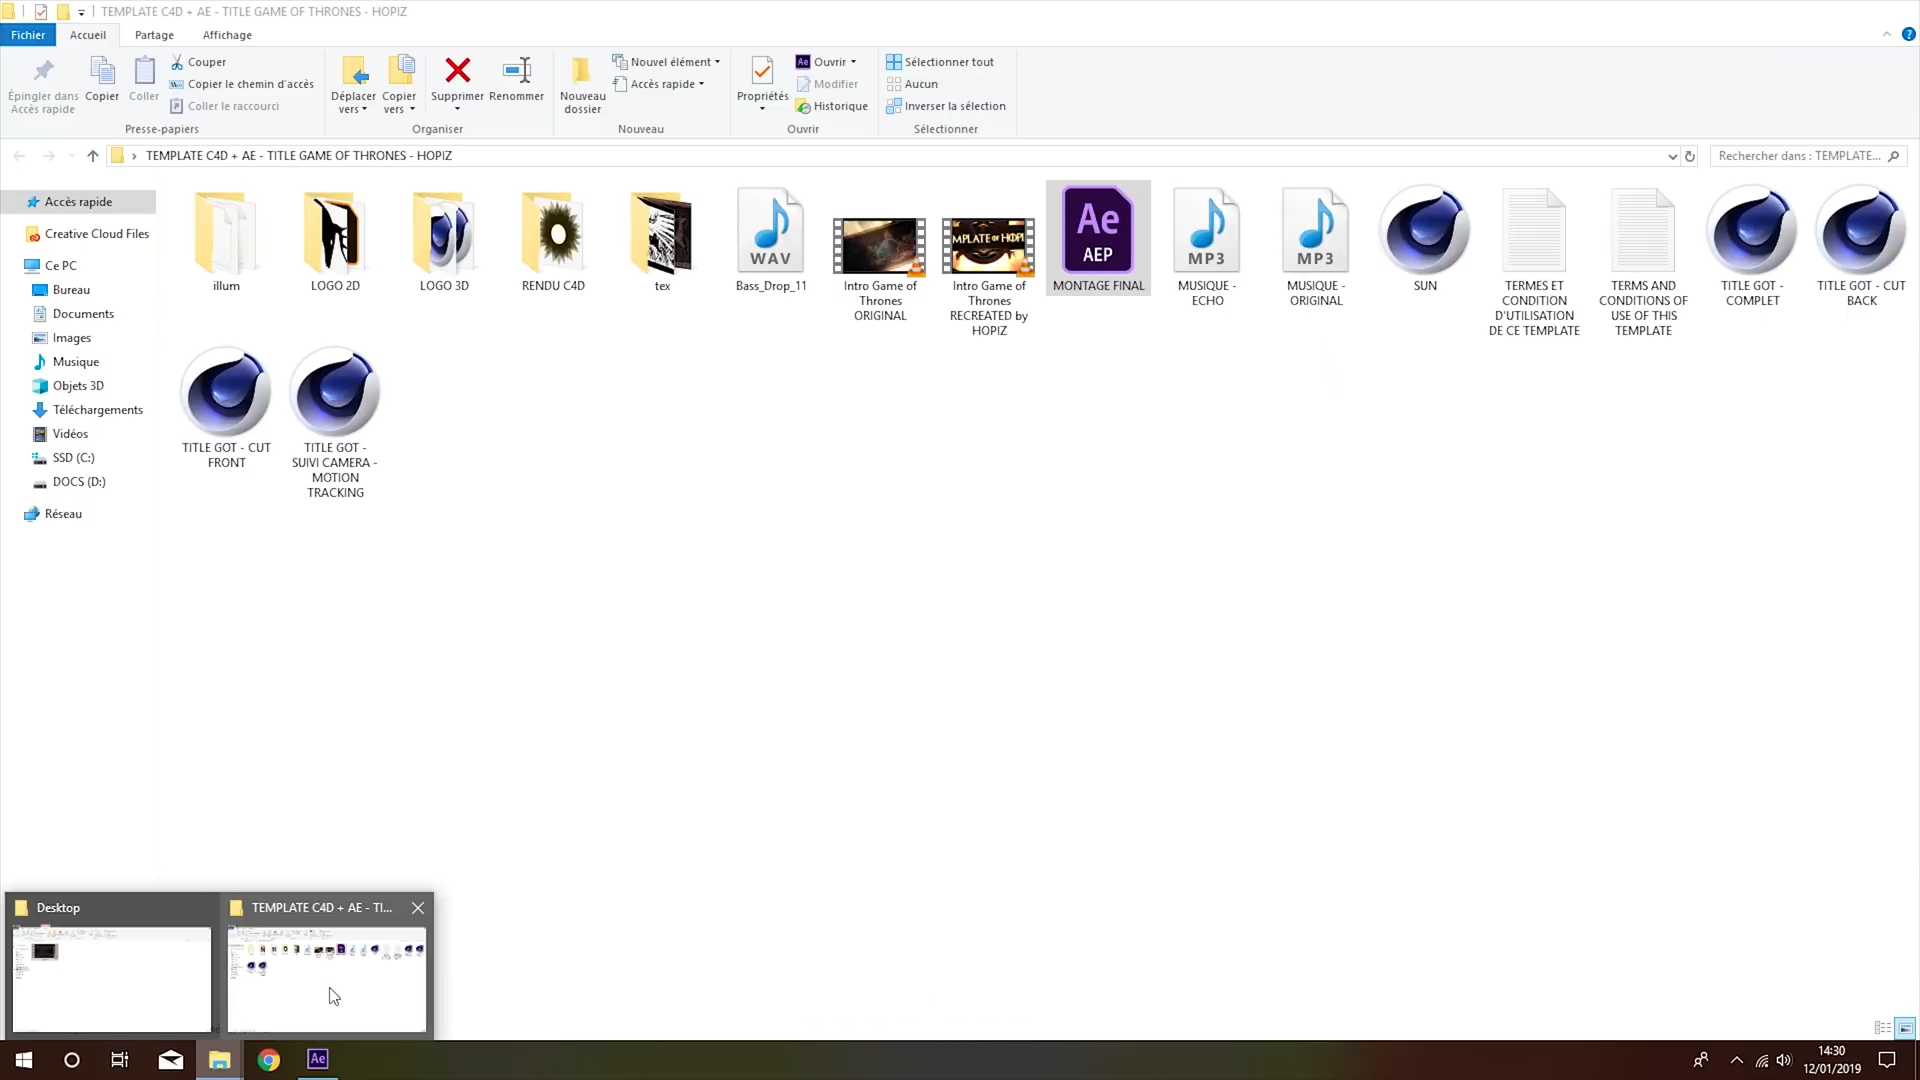 TEMPLATE C4D + AE - TITLE GAME OF THRONES - HOPIZ
Fichier
Accueil
Partage
Affichage
Épingler dans
Accès rapide
Copier
Coller
Couper
Copier le chemin d'accès
Coller le raccourci
Presse-papiers
Déplacer
vers
Copier
vers
Supprimer
Renommer
Organiser
Nouveau
dossier
Nouvel élément
Accès rapide
Nouveau
Propriétés
Ae Ouvrir
Modifier
Historique
Ouvrir
Sélectionner tout
Aucun
Inverser la sélection
Sélectionner
TEMPLATE C4D + AE - TITLE GAME OF THRONES - HOPIZ
Rechercher dans : TEMPLATE...
Accès rapide
Creative Cloud Files
Ce PC
Bureau
Documents
Images
Musique
Objets 3D
Téléchargements
Vidéos
SSD (C:)
DOCS (D:)
Réseau
illum
LOGO 2D
LOGO 3D
RENDU C4D
tex
WAV
Bass_Drop_11
Intro Game of
Thrones
ORIGINAL
MPLATE OF HOPI
Intro Game of
Thrones
RECREATED by
HOPIZ
Ae
AEP
MONTAGE FINAL
MP3
MUSIQUE -
ECHO
MP3
MUSIQUE -
ORIGINAL
SUN
TERMES ET
CONDITION
D'UTILISATION
DE CE TEMPLATE
TERMS AND
CONDITIONS OF
USE OF THIS
TEMPLATE
TITLE GOT -
COMPLET
TITLE GOT - CUT
BACK
TITLE GOT - CUT
FRONT
TITLE GOT -
SUIVI CAMERA -
MOTION
TRACKING
Desktop
TEMPLATE C4D + AE - TI...
Ae
14:30
12/01/2019